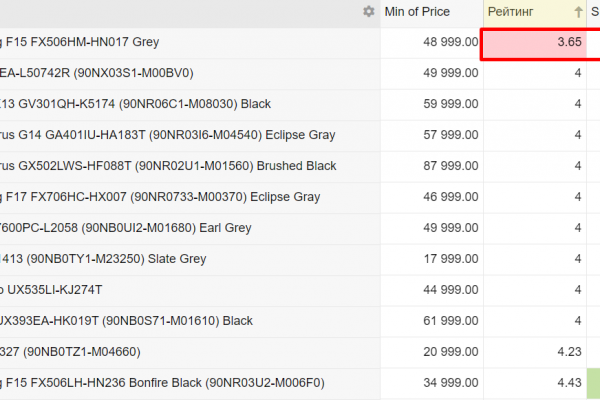 Min of Price Рейтинг S
g F15 FX506HM-HN017 Grey 48 999.00 3.65
EA-L50742R (90NX03S1-M00BV0) 49 999.00 4
X13 GV301QH-K5174 (90NR06C1-M08030) Black 59 999.00 4
rus G14 GA401IU-HA183T (90NR03I6-M04540) Eclipse Gray 57 999.00 4
rus GX502LWS-HF088T (90NR02U1-M01560) Brushed Black 87 999.00 4
g F17 FX706HC-HX007 (90NR0733-M00370) Eclipse Gray 46 999.00 4
7600PC-L2058 (90NB0UI2-M01680) Earl Grey 49 999.00 4
1413 (90NB0TY1-M23250) Slate Grey 17 999.00 4
o UX535LI-KJ274T 44 999.00 4
UX393EA-HK019T (90NB0S71-M01610) Black 61 999.00 4
327 (90NB0TZ1-M04660) 20 999.00 4.23
g F15 FX506LH-HN236 Bonfire Black (90NR03U2-M006F0) 34 999.00 4.43